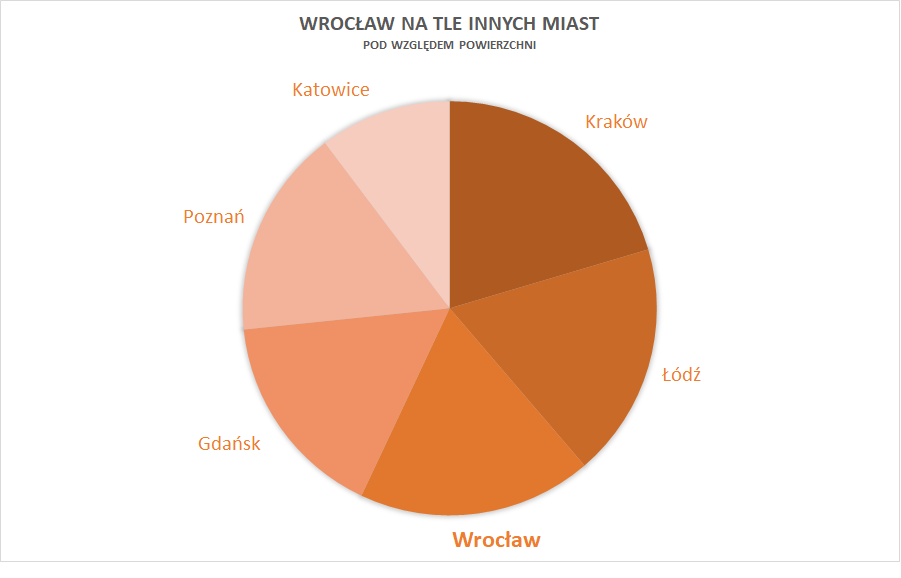 WROCŁAW NA TLE INNYCH MIAST
POD WZGLĘDEM POWIERZCHNI
Katowice
Kraków
Poznań
Łódź
Gdańsk
Wrocław